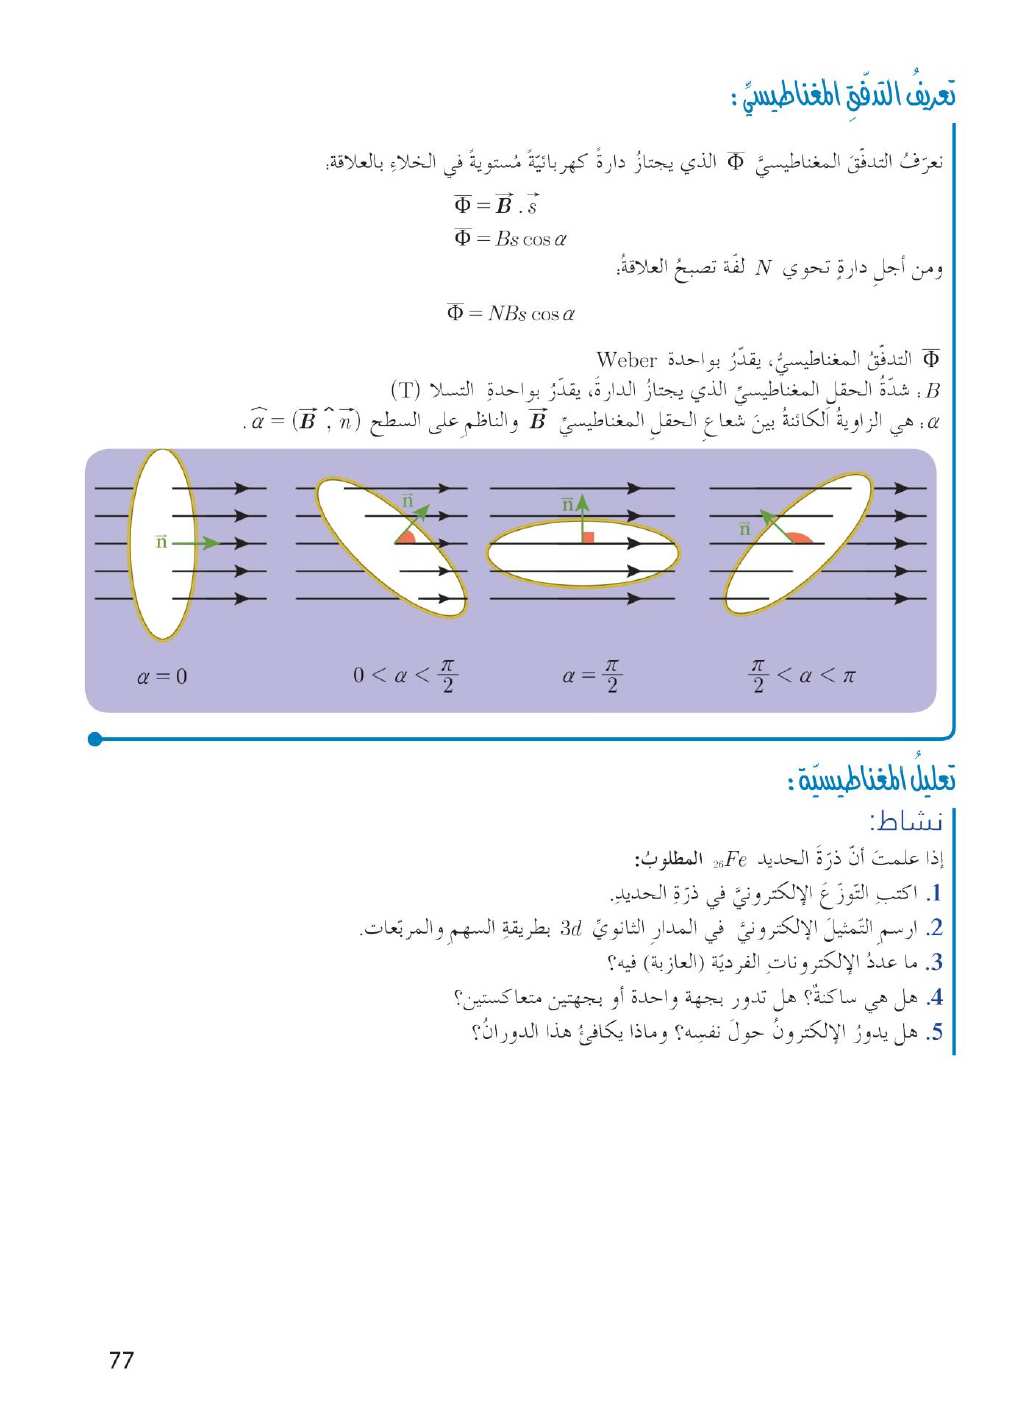 تعريفُ التدفّقِ المغناطيسيِّ:
نعرّفُ التدفّقَ المغناطيسيَّ Φ̅ الذي يجتازُ دارةً كهربائيّةً مُستويةً في الخلاءِ بالعلاقة:
Φ̅ = B⃗ . s⃗
Φ̅ = Bs cos α
ومن أجلِ دارةٍ تحوي N لفّة تصبحُ العلاقةُ:
Φ̅ = NBs cos α
Φ̅ التدفّقُ المغناطيسيُّ، يقدّرُ بواحدة Weber
B: شدّةُ الحقلِ المغناطيسيِّ الذي يجتازُ الدارةَ، يقدّرُ بواحدةِ التسلا (T)
α: هي الزاويةُ الكائنةُ بينَ شعاعِ الحقلِ المغناطيسيِّ B⃗ والناظمِ على السطح α̂ = (B⃗ ,̂ n⃗).
n⃗ n⃗ n⃗ n⃗
α = 0 0 < α < π/2 α = π/2 π/2 < α < π
تعليلُ المغناطيسيّة:
نشاط:
إذا علمتَ أنّ ذرّةَ الحديد ₂₆Fe المطلوبُ:
1. اكتبِ التّوزّعَ الإلكترونيَّ في ذرّةِ الحديدِ.
2. ارسمِ التّمثيلَ الإلكترونيَّ في المدارِ الثانويِّ 3d بطريقةِ السهمِ والمربّعات.
3. ما عددُ الإلكتروناتِ الفرديّة (العازبة) فيه؟
4. هل هي ساكنةٌ؟ هل تدور بجهة واحدة أو بجهتين متعاكستين؟
5. هل يدورُ الإلكترونُ حولَ نفسِه؟ وماذا يكافئُ هذا الدورانُ؟
77